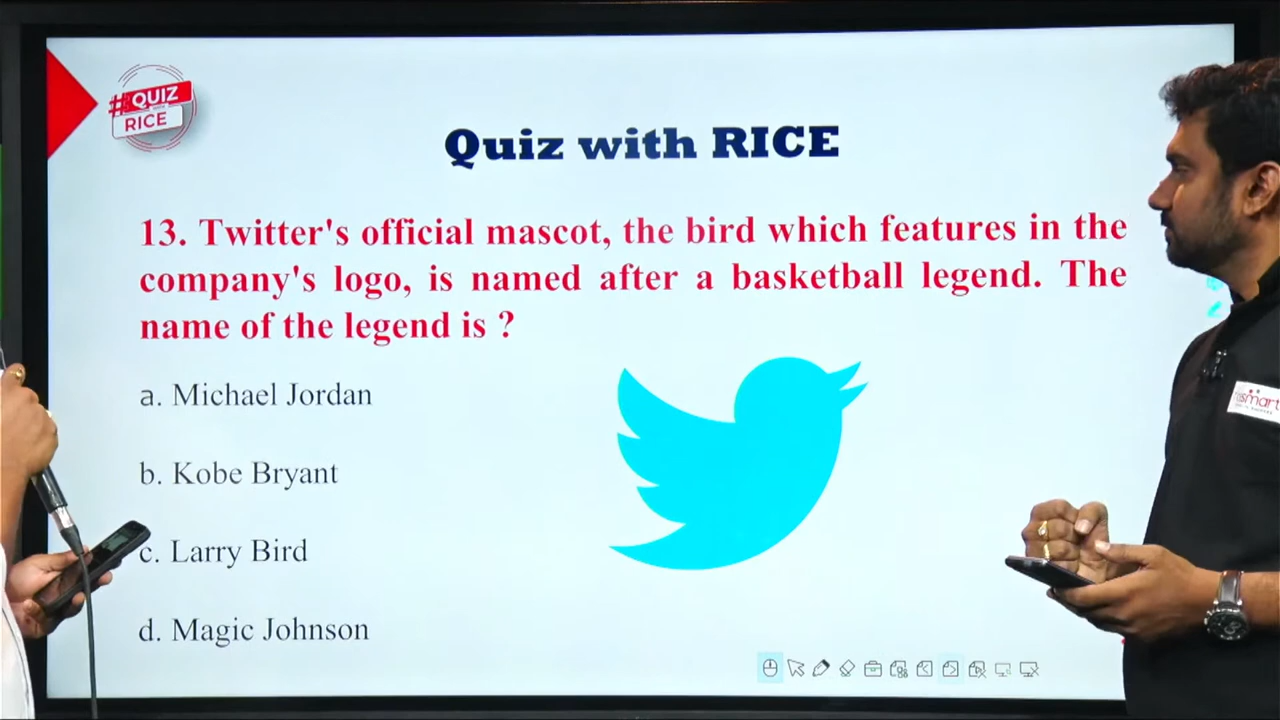 #QUIZ
RICE
Quiz with RICE
13. Twitter's official mascot, the bird which features in the
company's logo, is named after a basketball legend. The
name of the legend is ?
a. Michael Jordan
b. Kobe Bryant
c. Larry Bird
d. Magic Johnson